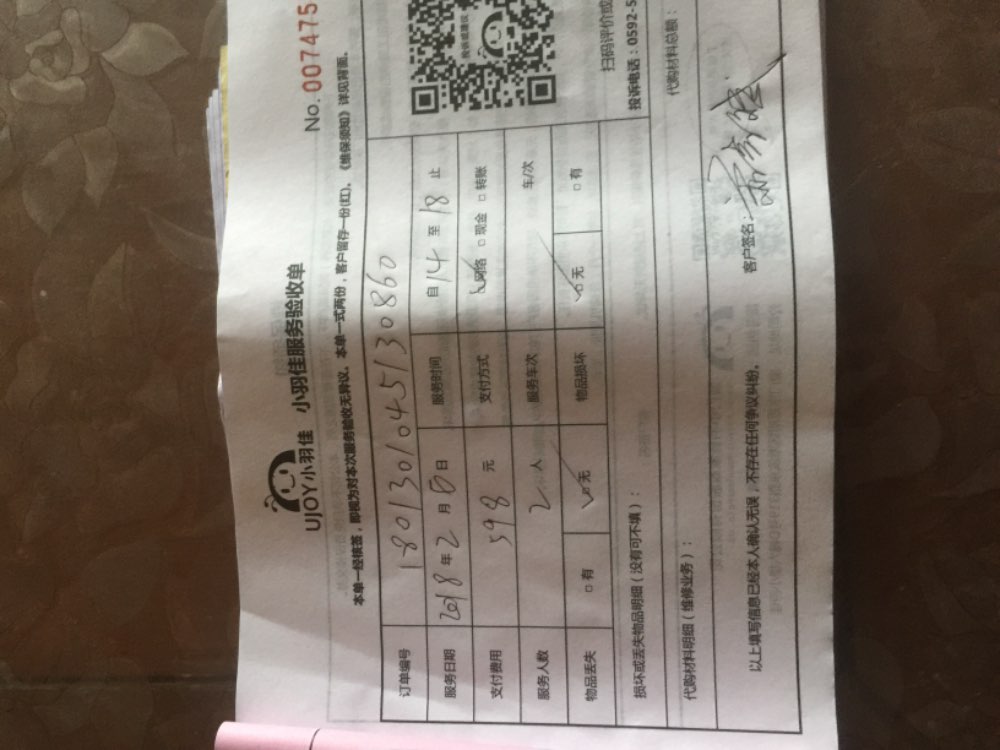 UJOY小羽佳 小羽佳服务验收单
No. 007475
本单一经核签，即视为对本次服务验收无异议。本单一式两份，客户留存一份(红)。《维保须知》详见背面。
订单编号 180130104513​0860
服务日期 2018年2月6日 服务时间 自14至18止
支付费用 598元 支付方式 ☑网络 □现金 □转账
服务人数 2人 服务车次 车/次
物品丢失 □有 ☑无 物品损坏 ☑无 □有
损坏或丢失物品明细（没有可不填）：
扫码评价或
投诉电话：0592-5
代购材料明细（维修业务）：
代购材料总额：
以上填写信息已经本人确认无误，不存在任何争议纠纷。
客户签名：